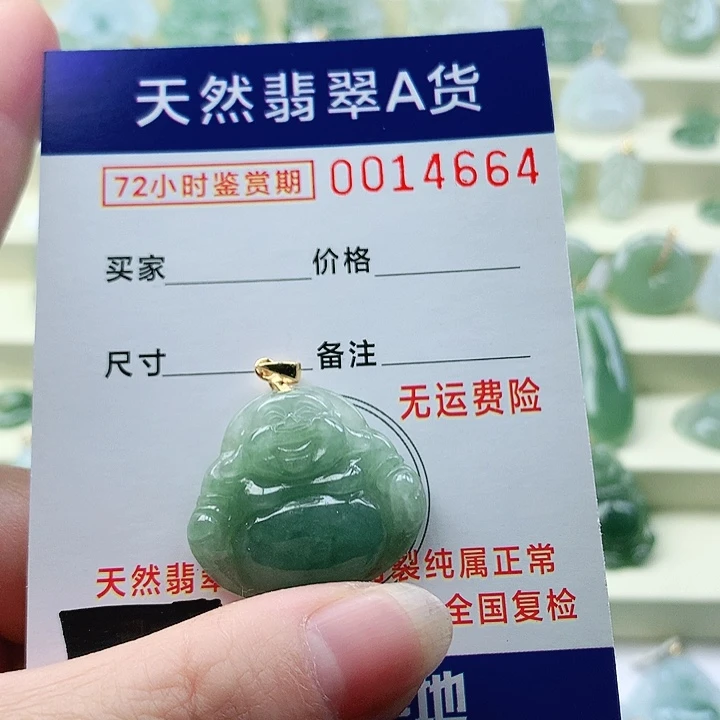 天然翡翠A货
72小时鉴赏期 0014664
买家 价格
尺寸 备注
无运费险
天然翡 裂纯属正常
全国复检
地